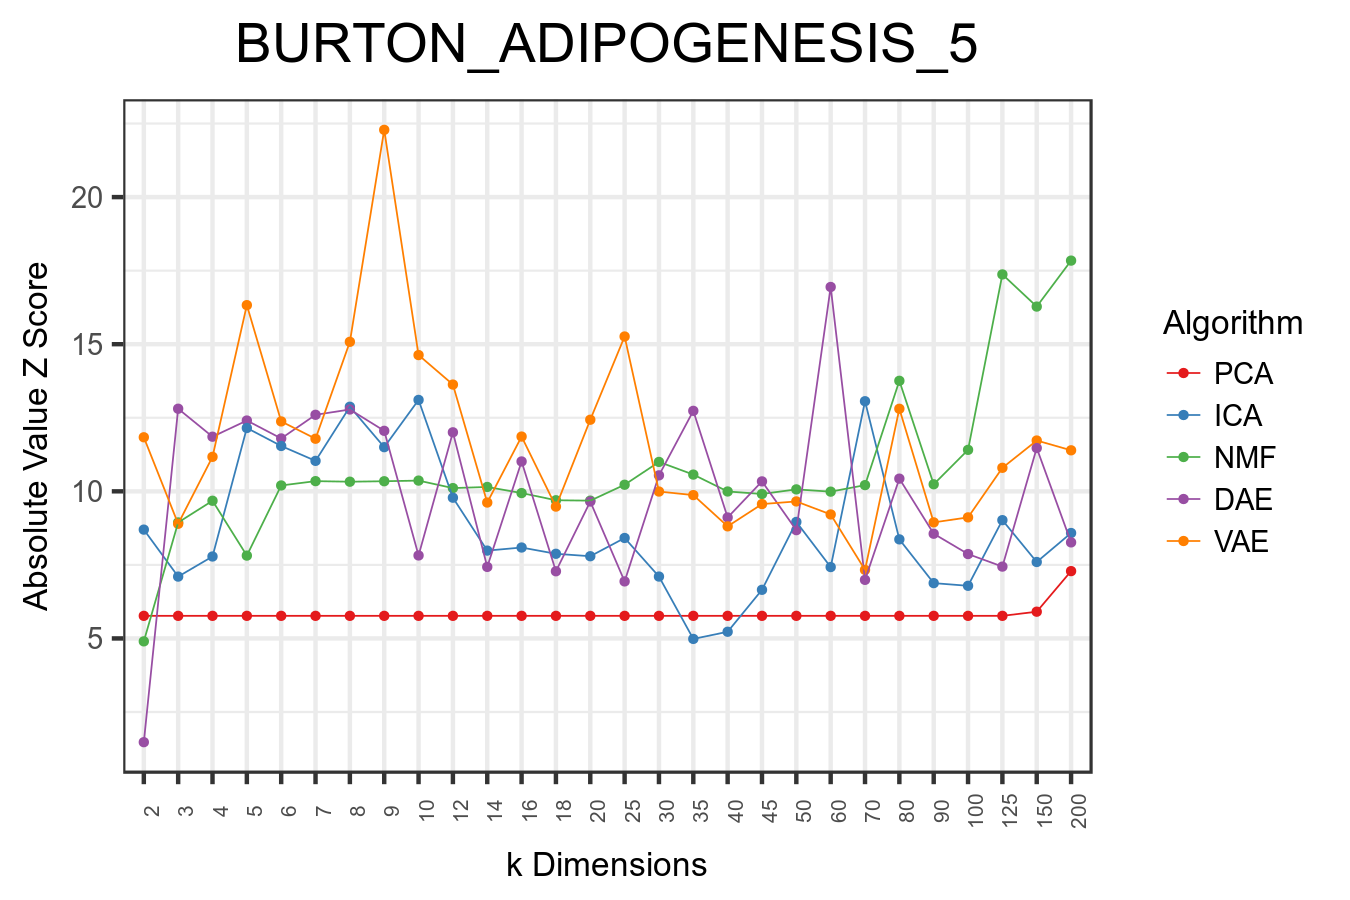 BURTON_ADIPOGENESIS_5
Absolute Value Z Score
20
15
10
5
2 3 4 5 6 7 8 9 10 12 14 16 18 20 25 30 35 40 45 50 60 70 80 90 100 125 150 200
k Dimensions
Algorithm
PCA
ICA
NMF
DAE
VAE